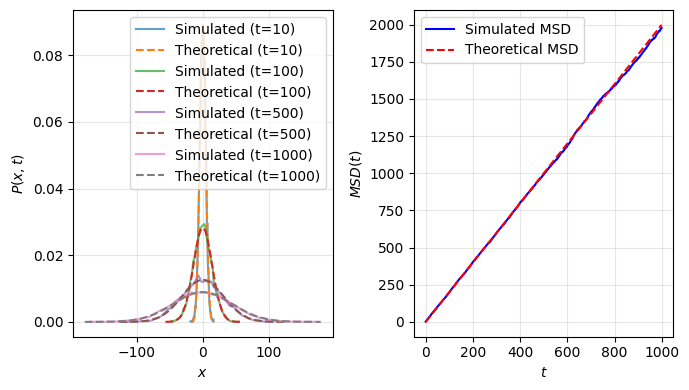 Simulated (t=10)
Theoretical (t=10)
Simulated (t=100)
Theoretical (t=100)
Simulated (t=500)
Theoretical (t=500)
Simulated (t=1000)
Theoretical (t=1000)
0.08
0.06
0.04
0.02
0.00
P(x, t)
−100
0
100
x
Simulated MSD
Theoretical MSD
2000
1750
1500
1250
1000
750
500
250
0
MSD(t)
0
200
400
600
800
1000
t